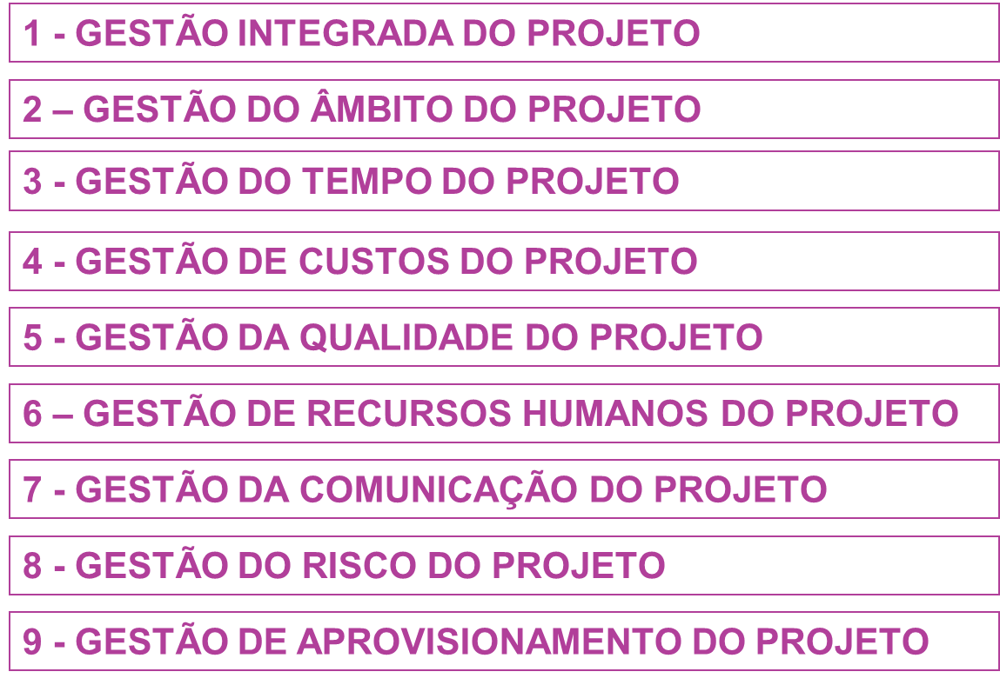 1 - GESTÃO INTEGRADA DO PROJETO
2 – GESTÃO DO ÂMBITO DO PROJETO
3 - GESTÃO DO TEMPO DO PROJETO
4 - GESTÃO DE CUSTOS DO PROJETO
5 - GESTÃO DA QUALIDADE DO PROJETO
6 – GESTÃO DE RECURSOS HUMANOS DO PROJETO
7 - GESTÃO DA COMUNICAÇÃO DO PROJETO
8 - GESTÃO DO RISCO DO PROJETO
9 - GESTÃO DE APROVISIONAMENTO DO PROJETO